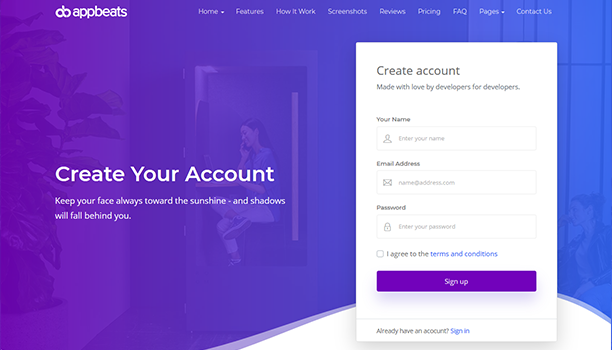 appbeats
Home Features How It Work Screenshots Reviews Pricing FAQ Pages Contact Us
Create Your Account
Keep your face always toward the sunshine - and shadows
will fall behind you.
Create account
Made with love by developers for developers.
Your Name
Enter your name
Email Address
name@address.com
Password
Enter your password
I agree to the terms and conditions
Sign up
Already have an acount? Sign in